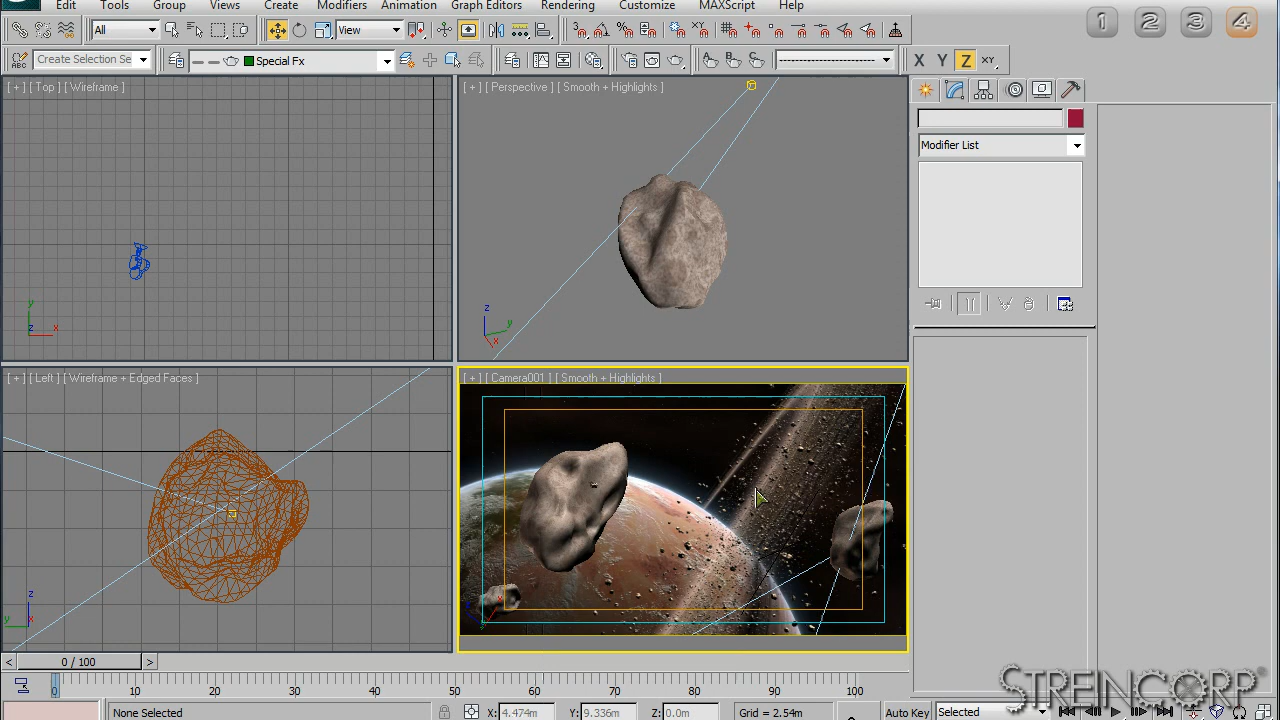 Edit Tools Group Views Create Modifiers Animation Graph Editors Rendering Customize MAXScript Help
All View 3 1 2 3 4
ABC Create Selection Se Special Fx X Y Z XY
[ + ] [ Top ] [ Wireframe ] [ + ] [ Perspective ] [ Smooth + Highlights ]
Modifier List
y z x z y x
[ + ] [ Left ] [ Wireframe + Edged Faces ] [ + ] [ Camera001 ] [ Smooth + Highlights ]
z y x
< 0 / 100 >
0 10 20 30 40 50 60 70 80 90 100
STREINCORP
None Selected X: 4.474m Y: 9.336m Z: 0.0m Grid = 2.54m Auto Key Selected